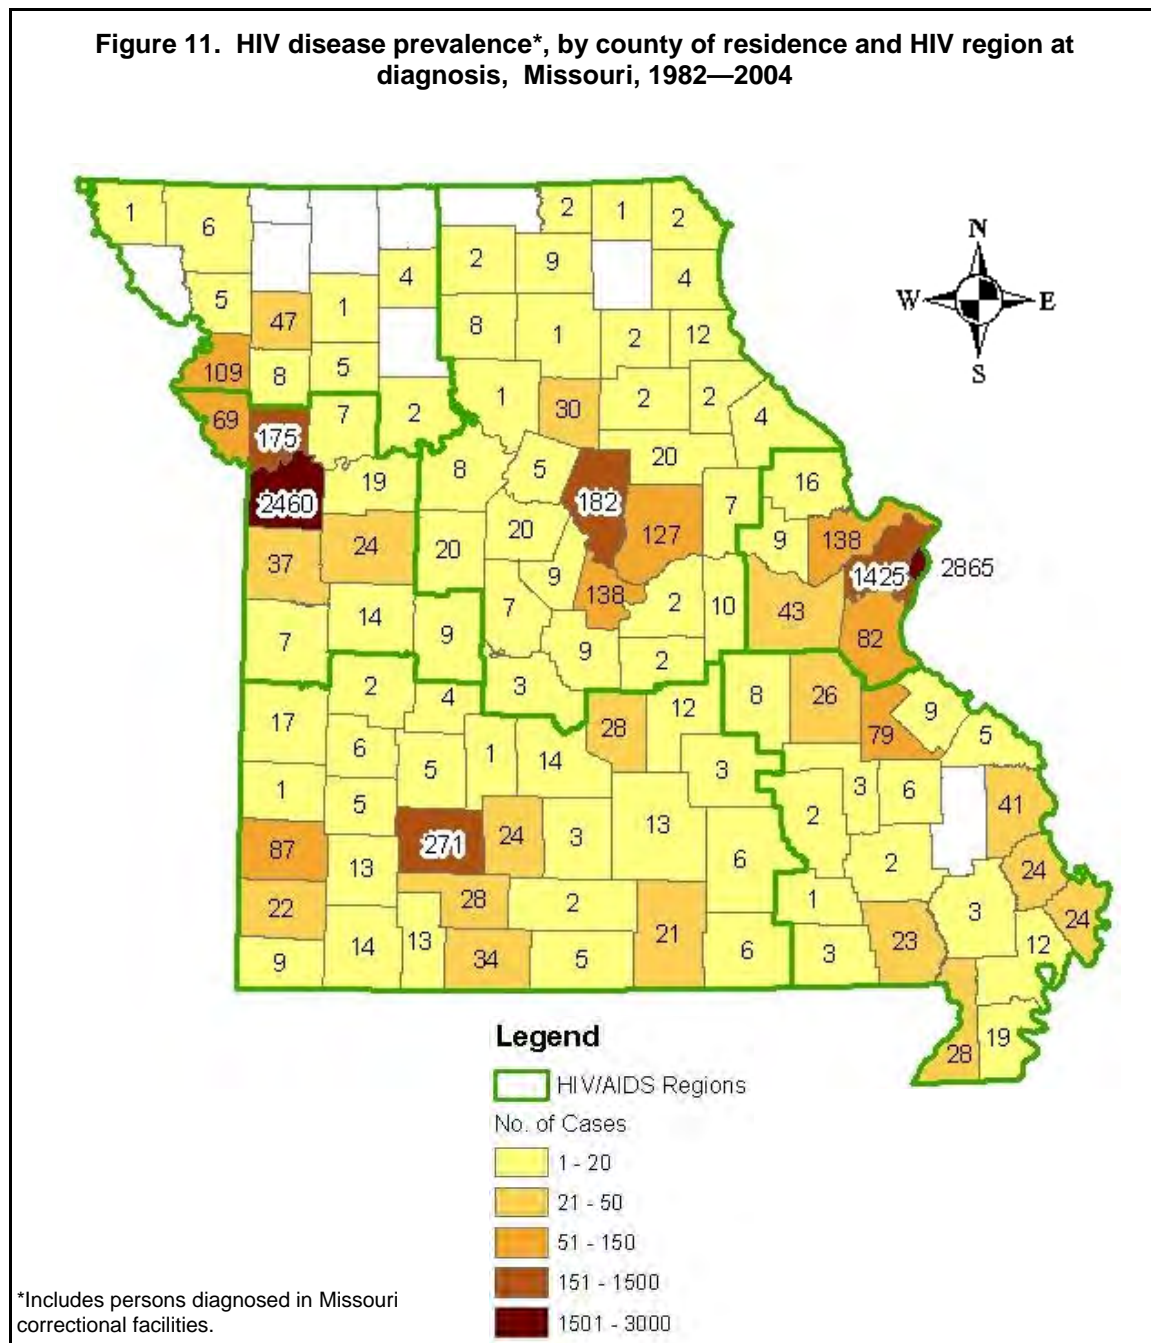 Figure 11. HIV disease prevalence*, by county of residence and HIV region at
diagnosis, Missouri, 1982—2004
N
W E
S
1 6 2 1 2
2 9 4
5 4
47 1 8 1 2 12
109 8 5
69 175 7 2 1 30 2 2 4
2460 19 8 5 182 20 16
37 24 20 20 127 7 9 138 1425 2865
7 14 9 7 9 138 2 10 43 82
9 2
3
17 2 4 28 12 8 26 79 9 5
6 5 1 14 3
1 5 2 3 6 41
87 13 271 24 3 13 6 2 24
22 28 2 21 1 3 24
9 14 13 34 5 6 3 23 12
28 19
Legend
HIV/AIDS Regions
No. of Cases
1 - 20
21 - 50
51 - 150
151 - 1500
1501 - 3000
*Includes persons diagnosed in Missouri
correctional facilities.